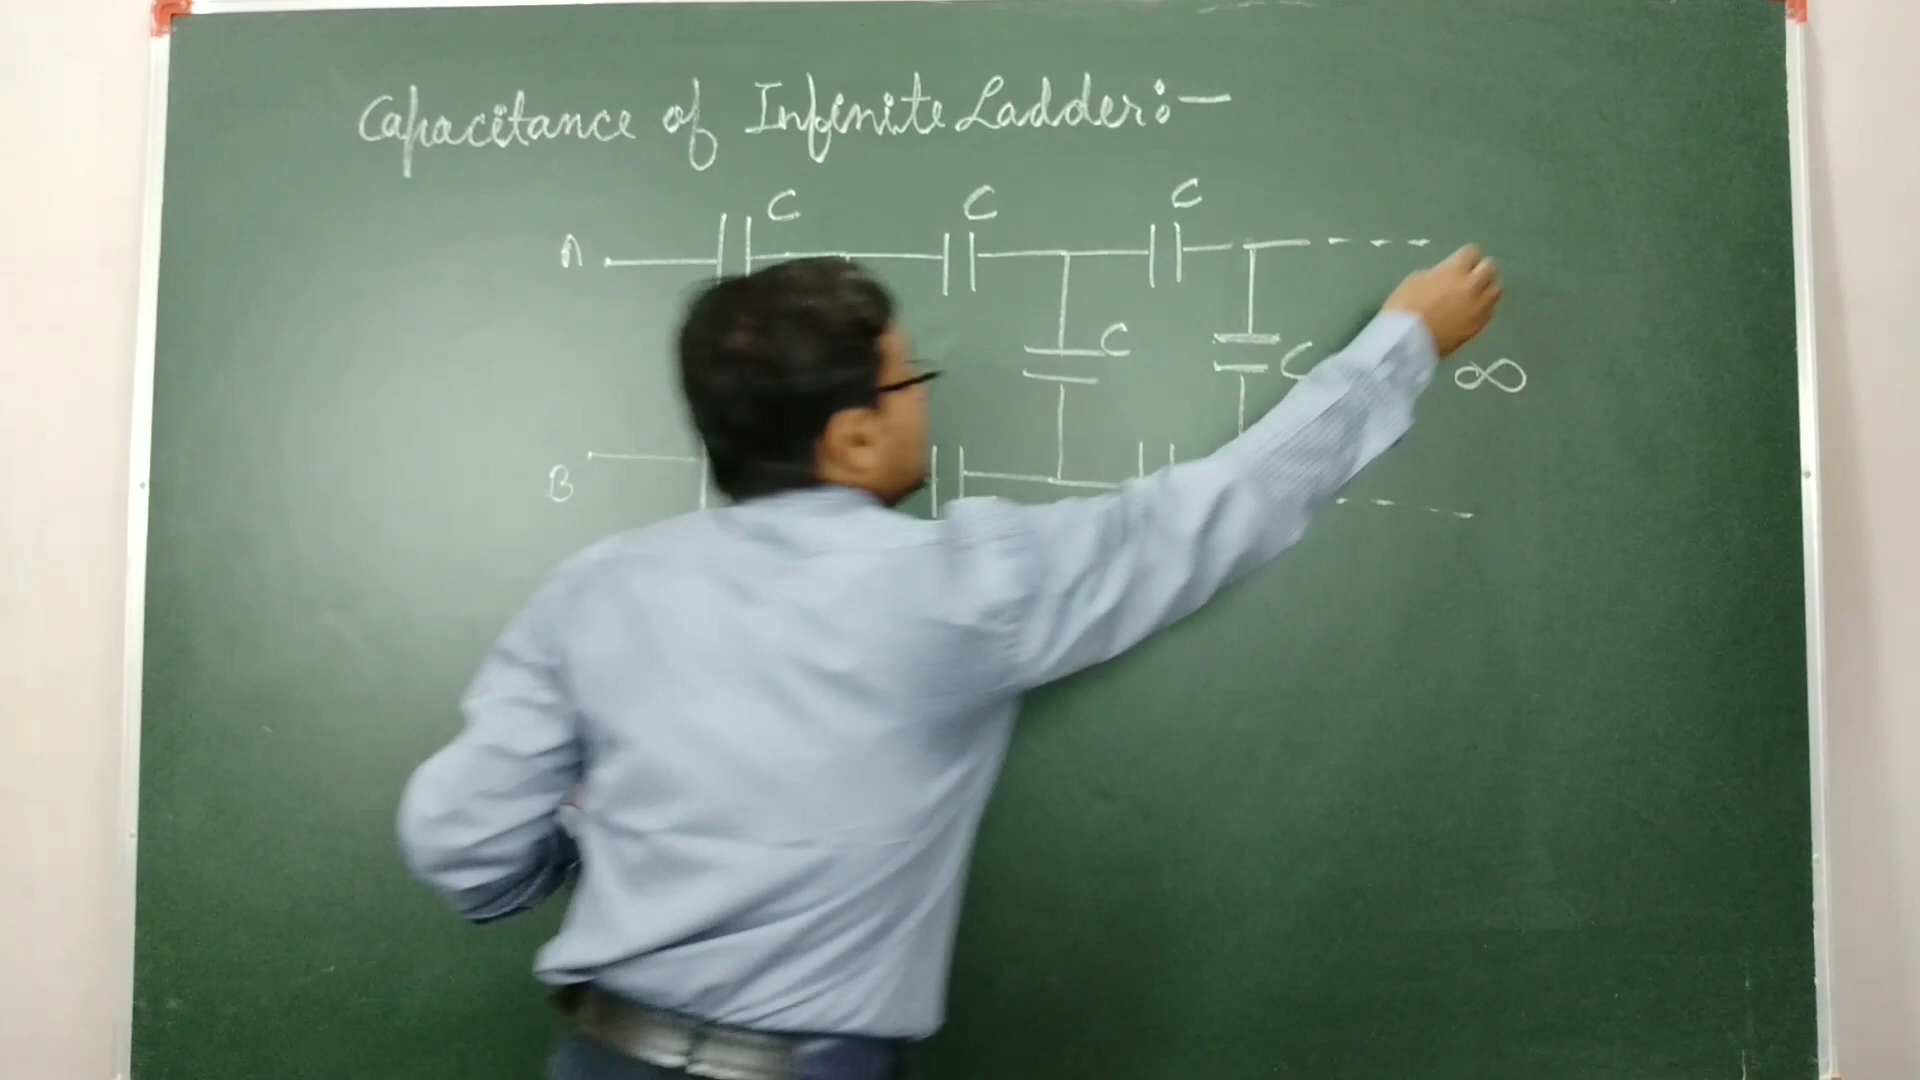 Capacitance of Infinite Ladder:-
C C C
A
C C
∞
B